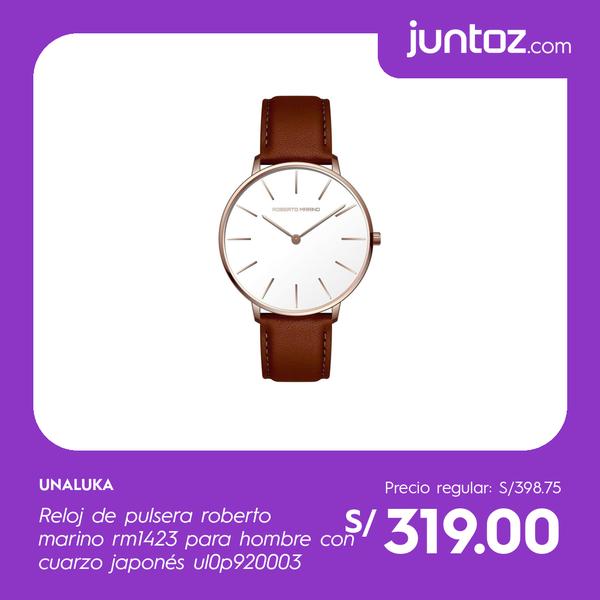 juntoz.com
ROBERTO MARINO
UNALUKA
Precio regular: S/398.75
Reloj de pulsera roberto
marino rm1423 para hombre con
cuarzo japonés ul0p920003
S/ 319.00